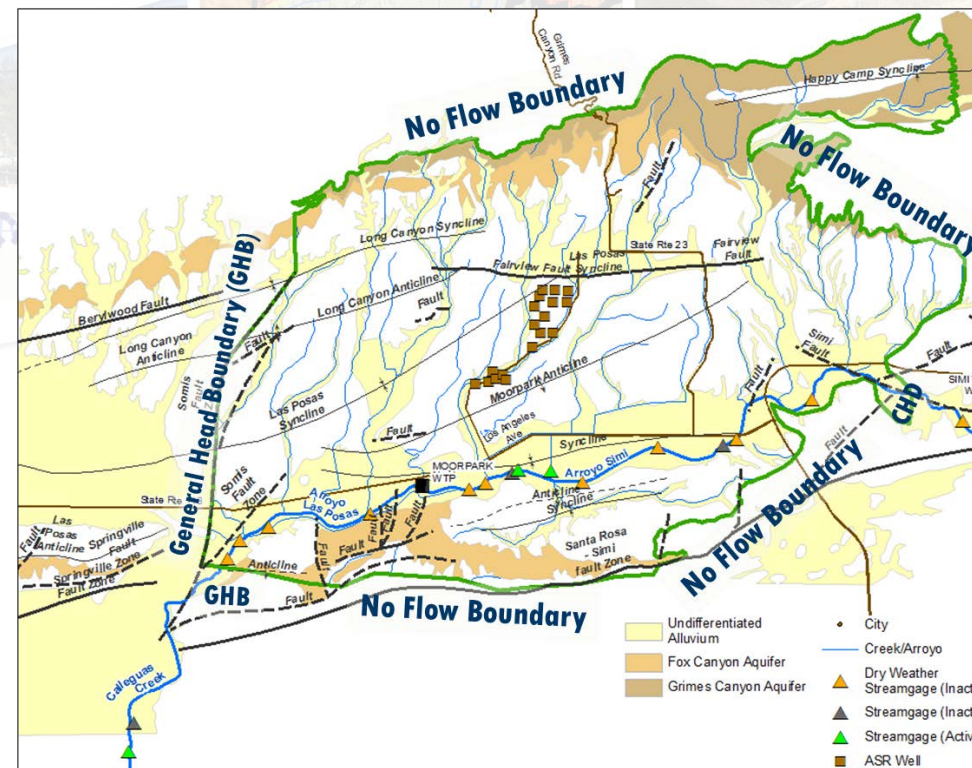 Grimes
Canyon Rd
Happy Camp Syncline
No Flow Boundary
No Flow Boundary
Fault
Long Canyon Syncline
State Rte 23
Fairview
Fault
Las Posas
Syncline
Fairview Fault
Berylwood Fault
Long Canyon Anticline
Fault
Long Canyon
Anticline
Fault
General Head Boundary (GHB)
Somis
Fault
Moorpark Anticline
Las Posas
Syncline
Simi
Fault
Fault
Fault
CHD
SIMI
Los Angeles
Ave
Fault
Syncline
Fault
MOORPARK
WTP
Arroyo Simi
Somis
Fault
Zone
State Rte
Arroyo
Las Posas
Anticline
Syncline
No Flow Boundary
Fault
Las
Posas
Anticline
Springville
Fault
Springville Zone
Fault Zone
Fault
Fault
Fault
Fault
Santa Rosa
- Simi
fault Zone
Anticline
GHB
Fault
No Flow Boundary
Calleguas
Creek
Undifferentiated
Alluvium
Fox Canyon Aquifer
Grimes Canyon Aquifer
City
Creek/Arroyo
Dry Weather
Streamgage (Inact
Streamgage (Inact
Streamgage (Activ
ASR Well